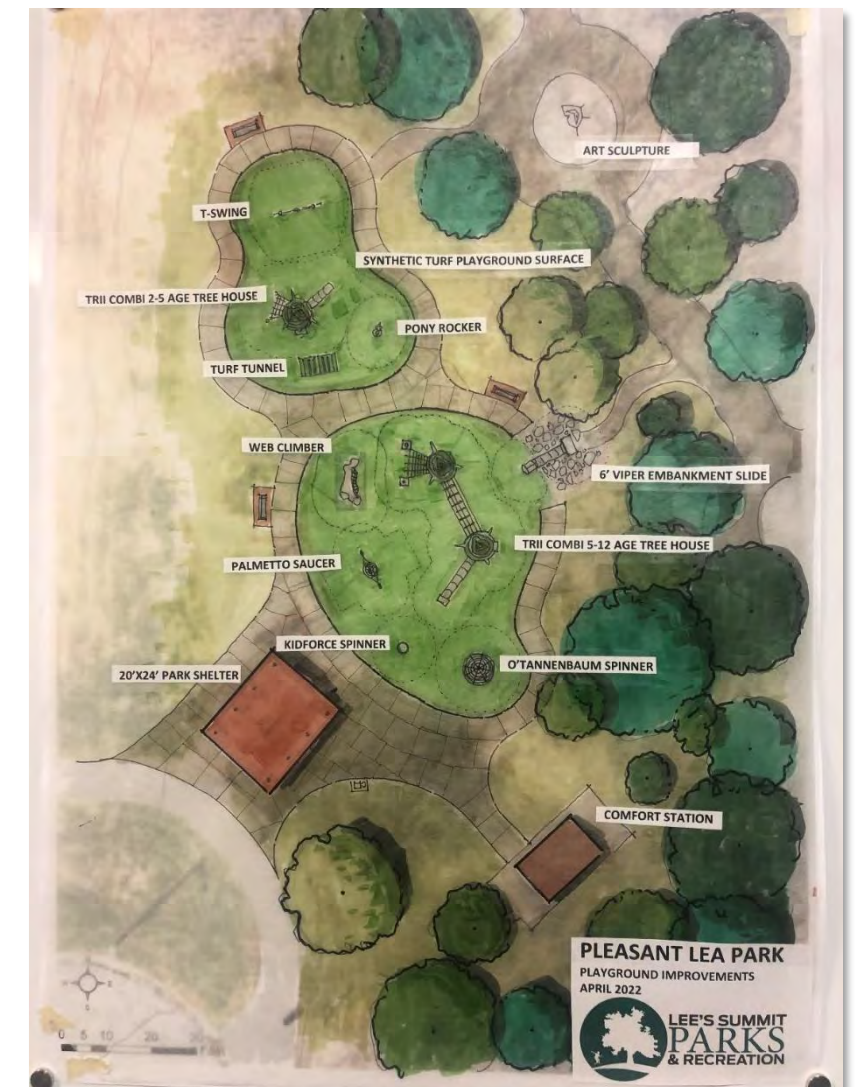 ART SCULPTURE
T-SWING
SYNTHETIC TURF PLAYGROUND SURFACE
TRII COMBI 2-5 AGE TREE HOUSE
PONY ROCKER
TURF TUNNEL
WEB CLIMBER
6' VIPER EMBANKMENT SLIDE
TRII COMBI 5-12 AGE TREE HOUSE
PALMETTO SAUCER
KIDFORCE SPINNER
O'TANNENBAUM SPINNER
20'X24' PARK SHELTER
COMFORT STATION
PLEASANT LEA PARK
PLAYGROUND IMPROVEMENTS
APRIL 2022
LEE'S SUMMIT
PARKS
& RECREATION
S
0 5 10 20